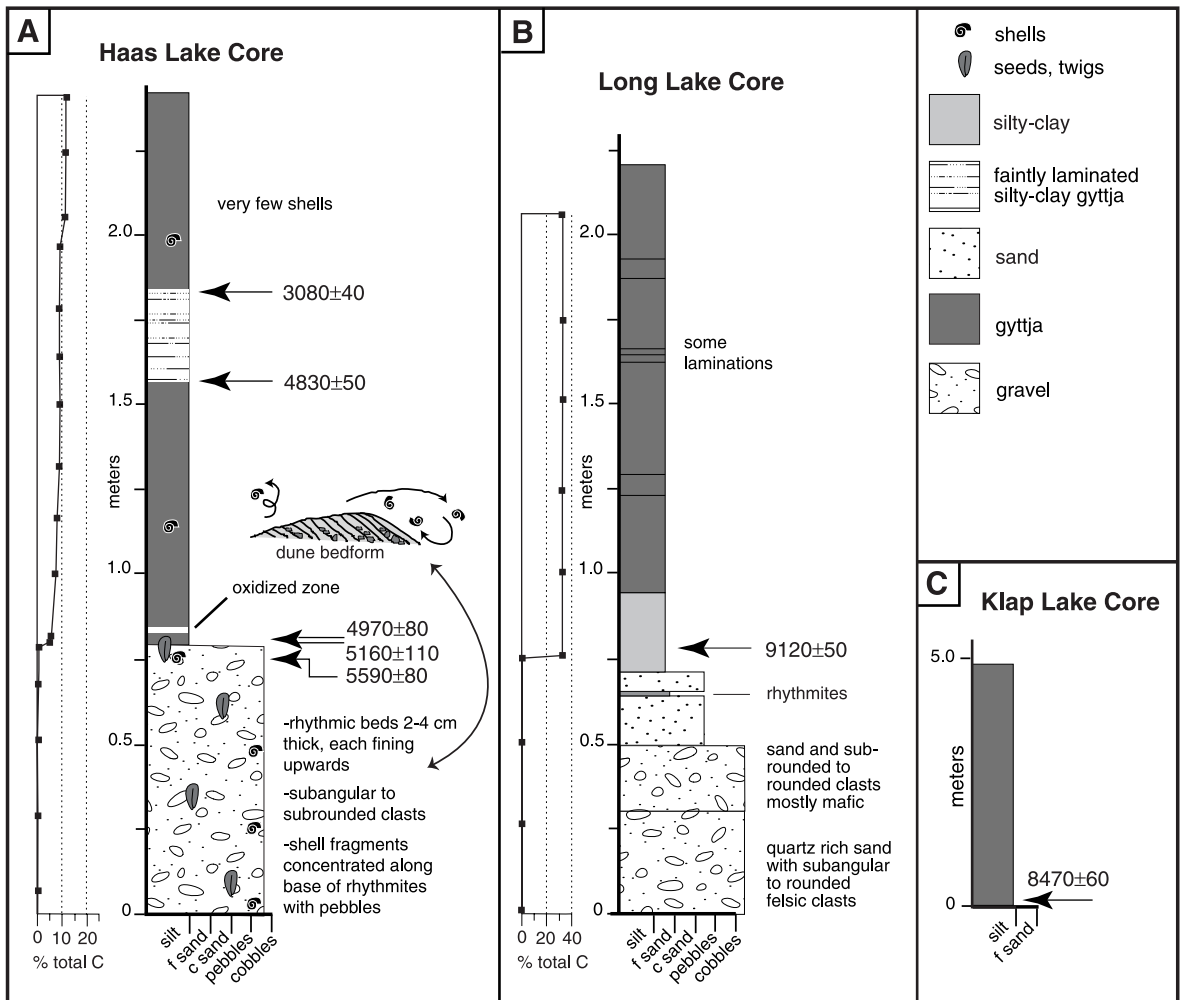 A
Haas Lake Core
very few shells
2.0
3080±40
4830±50
1.5
meters
dune bedform
1.0
oxidized zone
4970±80
5160±110
5590±80
-rhythmic beds 2-4 cm
thick, each fining
upwards
0.5
-subangular to
subrounded clasts
-shell fragments
concentrated along
base of rhythmites
with pebbles
0
0 10 20
% total C
silt
f sand
c sand
pebbles
cobbles
B
Long Lake Core
2.0
some
laminations
1.5
meters
1.0
9120±50
rhythmites
0.5
sand and sub-
rounded to
rounded clasts
mostly mafic
quartz rich sand
with subangular
to rounded
felsic clasts
0
0 20 40
% total C
silt
f sand
c sand
pebbles
cobbles
shells
seeds, twigs
silty-clay
faintly laminated
silty-clay gyttja
sand
gyttja
gravel
C
Klap Lake Core
5.0
meters
8470±60
0
silt
f sand